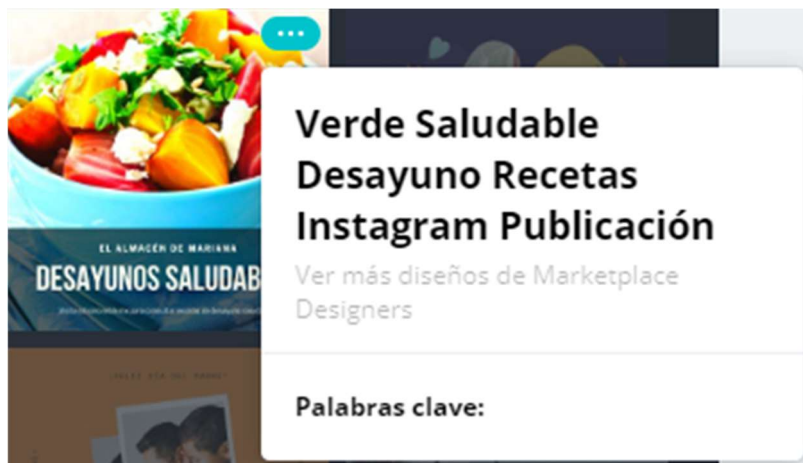 EL ALMACÉN DE MARIANA
DESAYUNOS SALUDAB
Verde Saludable
Desayuno Recetas
Instagram Publicación
Ver más diseños de Marketplace
Designers
Palabras clave: